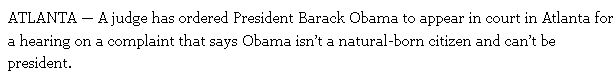 ATLANTA — A judge has ordered President Barack Obama to appear in court in Atlanta for
a hearing on a complaint that says Obama isn't a natural-born citizen and can't be
president.